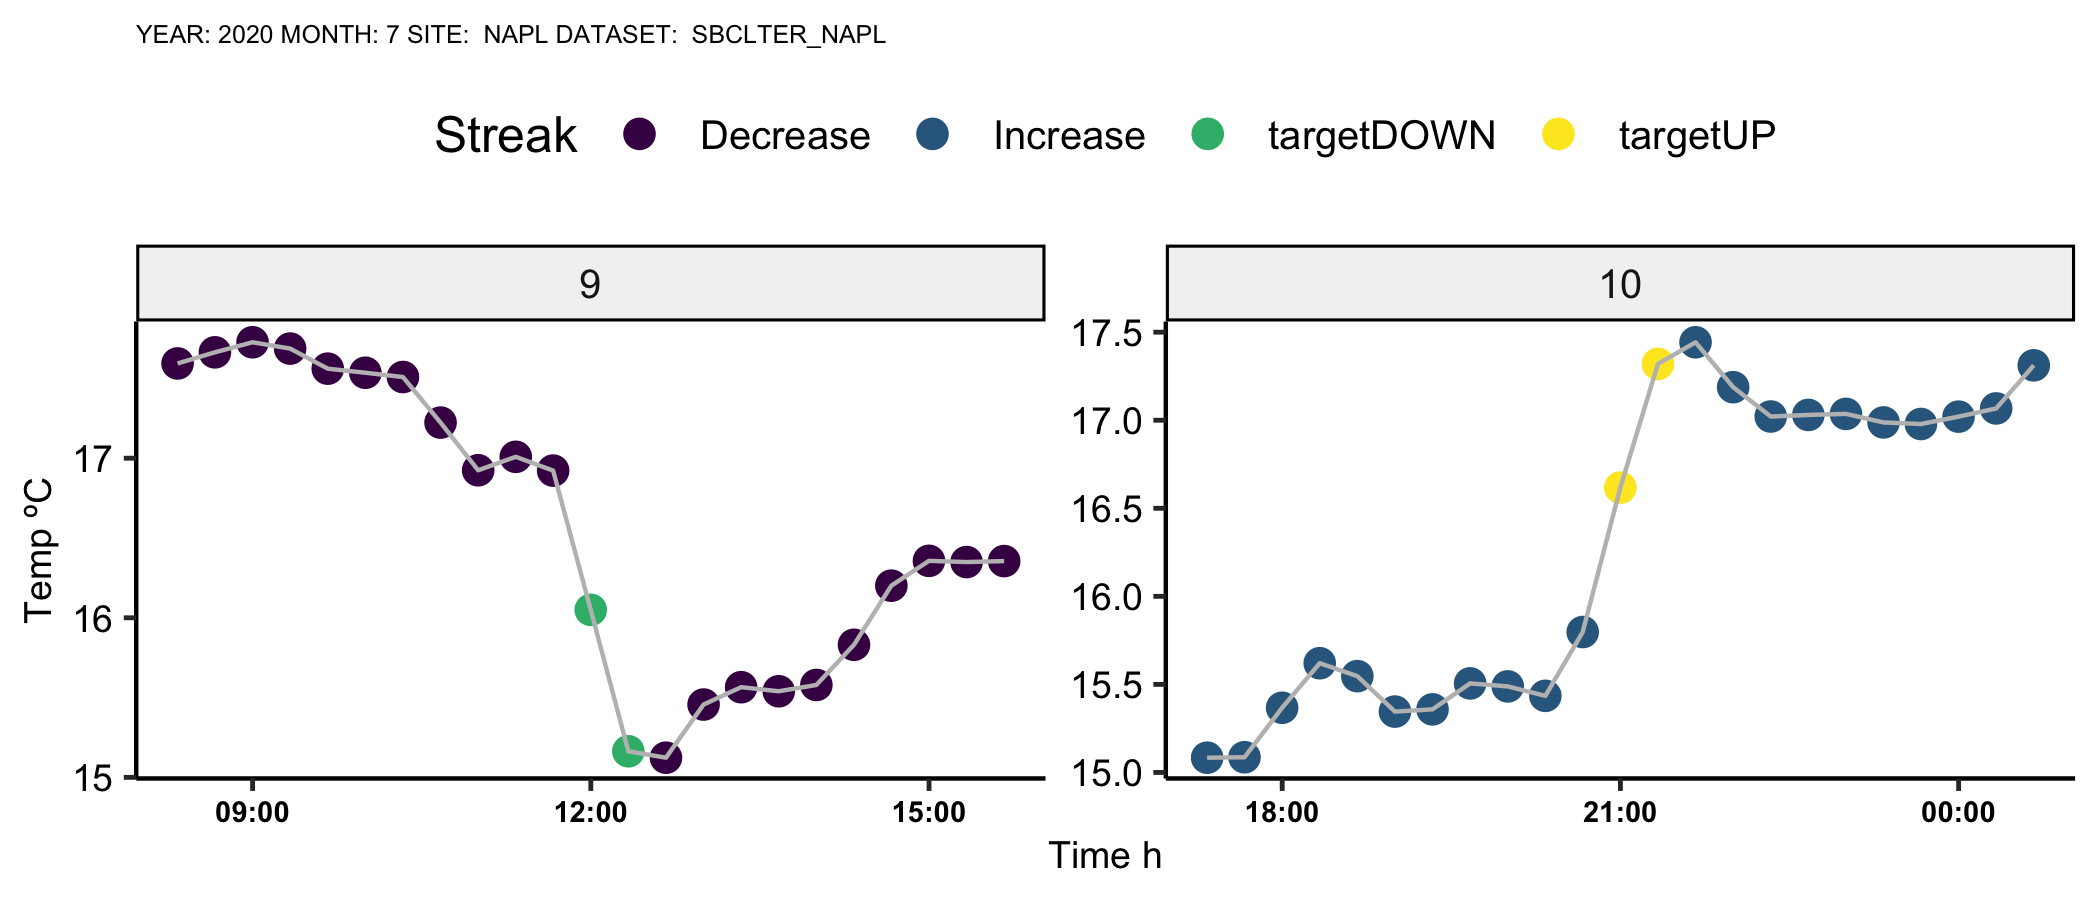 YEAR: 2020 MONTH: 7 SITE:  NAPL DATASET:  SBCLTER_NAPL
Streak Decrease Increase targetDOWN targetUP
9
10
Temp ºC
17
16
15
17.5
17.0
16.5
16.0
15.5
15.0
09:00 12:00 15:00
18:00 21:00 00:00
Time h